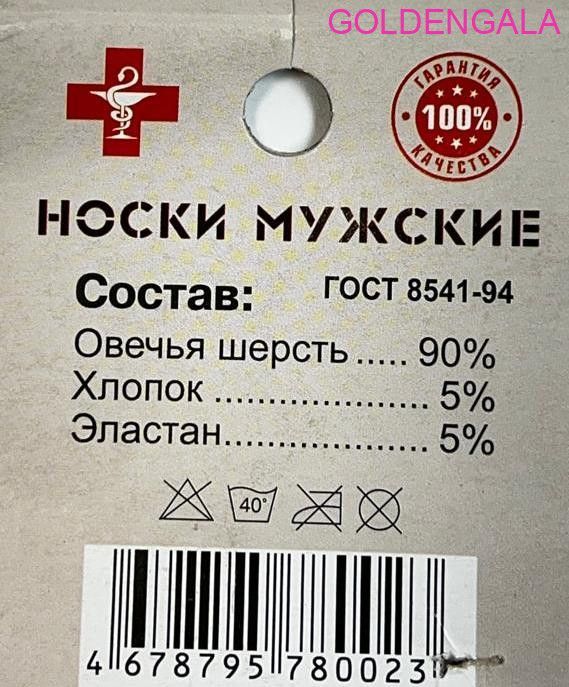 GOLDENGALA
ГАРАНТИЯ
100%
КАЧЕСТВА
НОСКИ МУЖСКИЕ
Состав: ГОСТ 8541-94
Овечья шерсть ..... 90%
Хлопок .................... 5%
Эластан................... 5%
40°
4 678795 780023